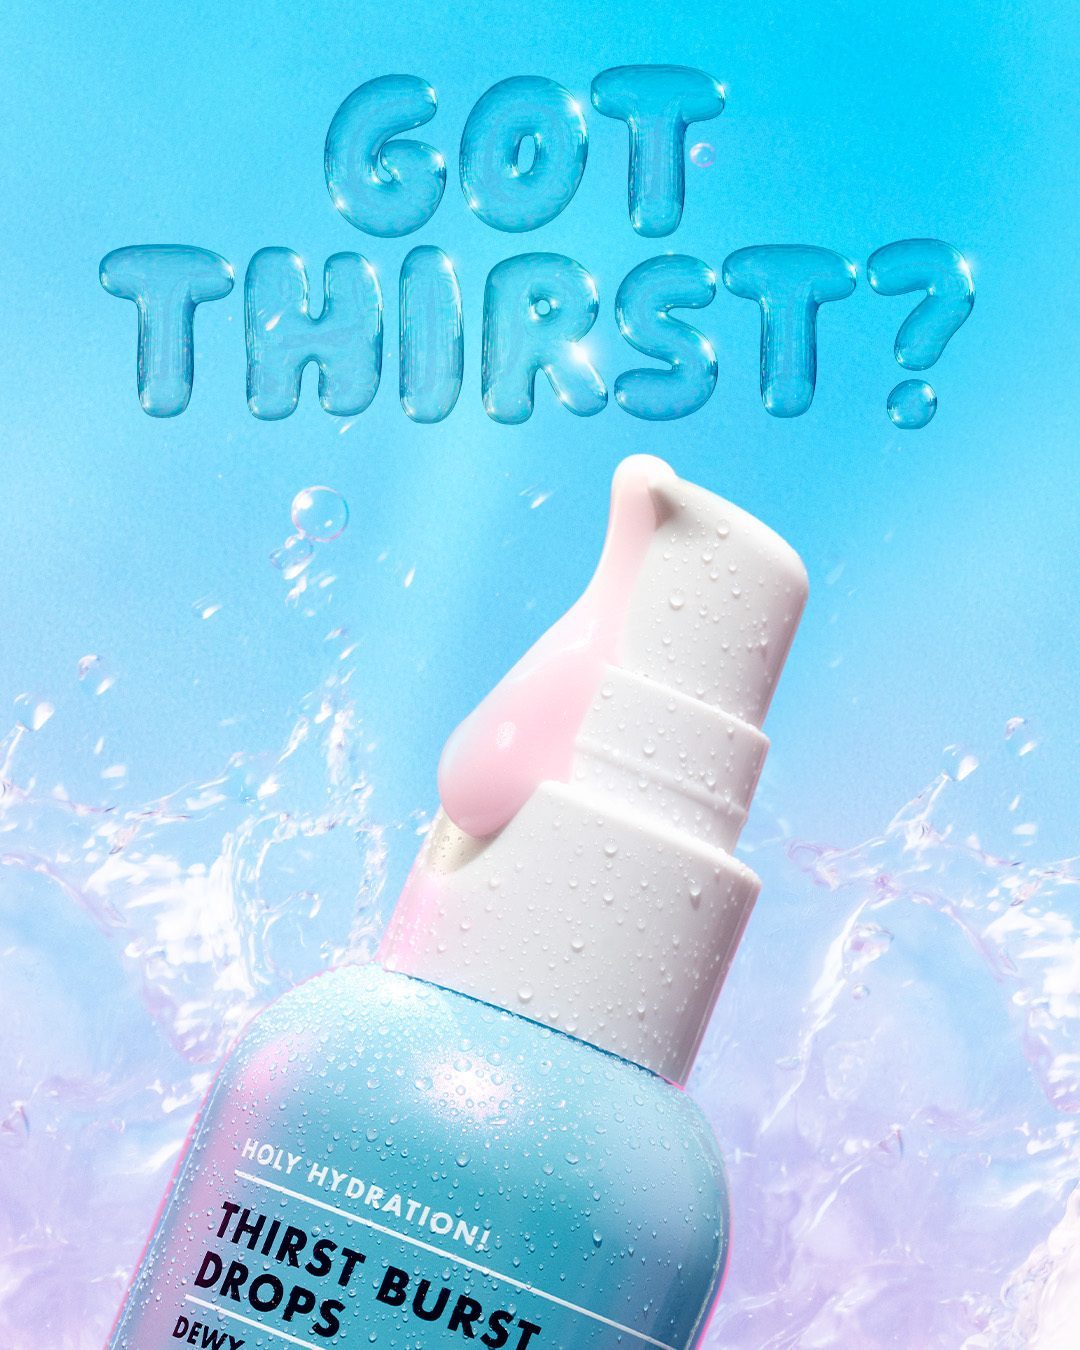 GOT
THIRST?
HOLY HYDRATION!
THIRST BURST
DROPS
DEWY